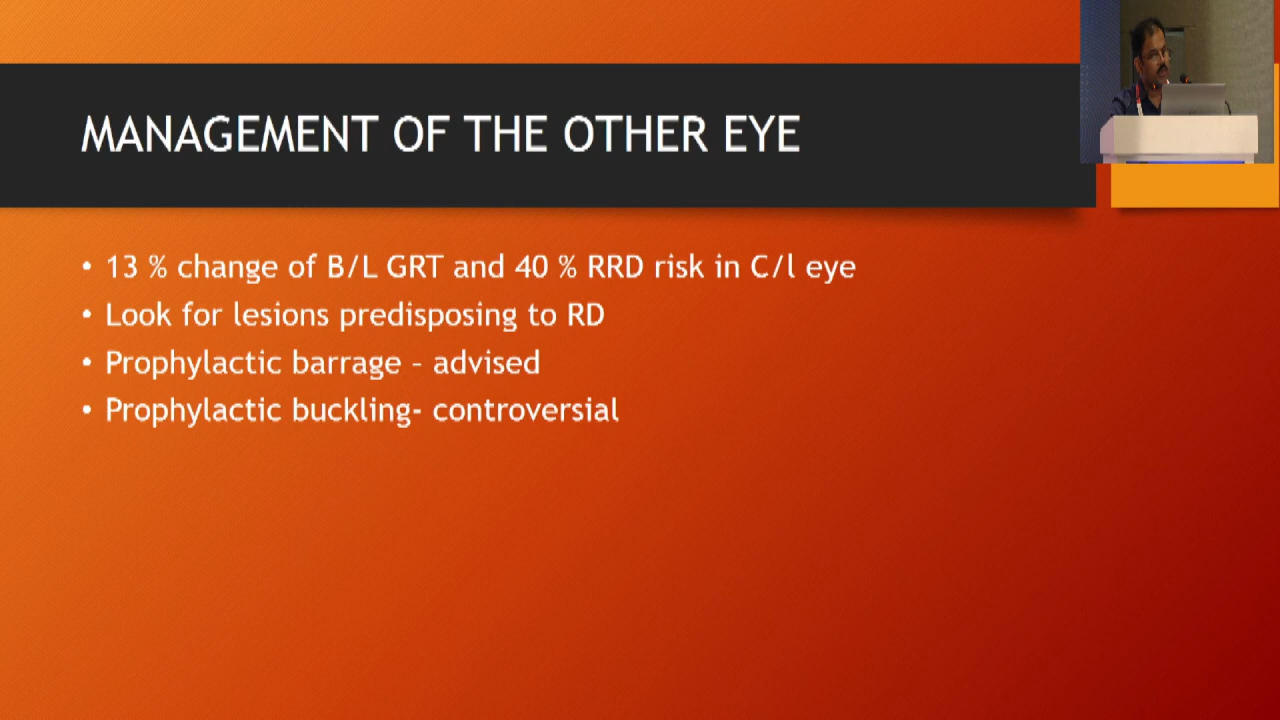 MANAGEMENT OF THE OTHER EYE
• 13 % change of B/L GRT and 40 % RRD risk in C/l eye
• Look for lesions predisposing to RD
• Prophylactic barrage – advised
• Prophylactic buckling- controversial